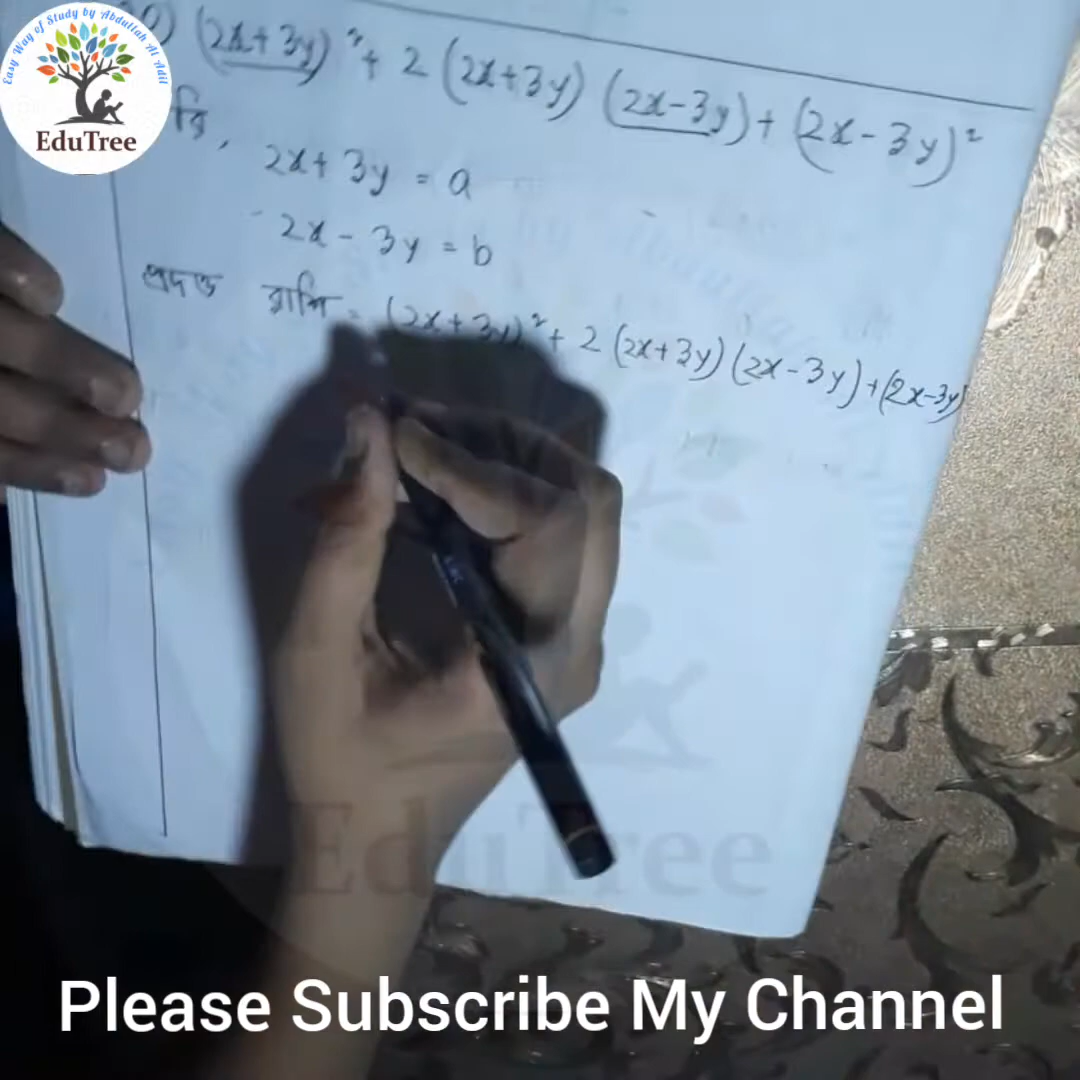 Easy Way of Study by Abdullah Al Adil
EduTree
(2x+3y)² + 2 (2x+3y) (2x-3y) + (2x-3y)²
2x+3y = a
2x-3y = b
প্রদত্ত রাশি = (2x+3y)² + 2 (2x+3y) (2x-3y) + (2x-3y)
EduTree
Please Subscribe My Channel